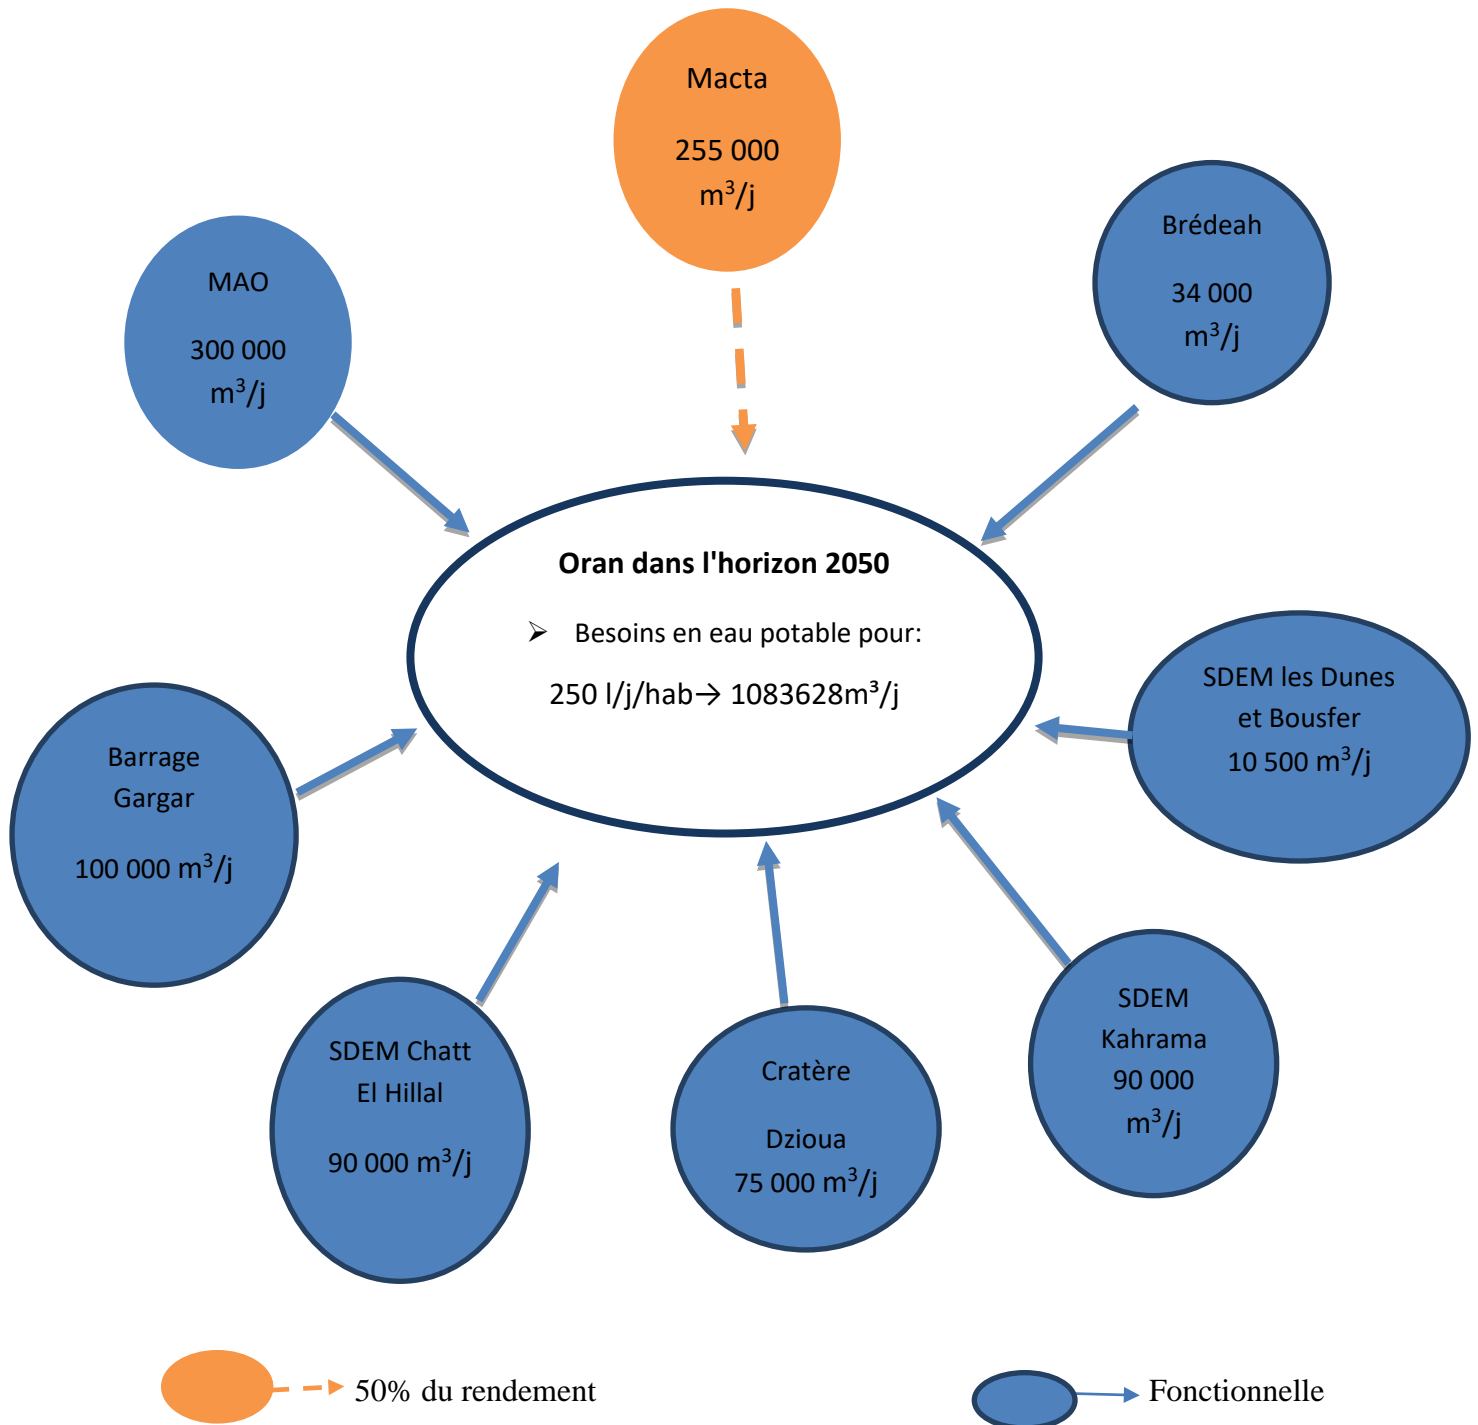 Macta
255 000
m³/j
Brédeah
34 000
m³/j
MAO
300 000
m³/j
Oran dans l'horizon 2050
➢ Besoins en eau potable pour:
250 l/j/hab→ 1083628m³/j
SDEM les Dunes
et Bousfer
10 500 m³/j
Barrage
Gargar
100 000 m³/j
SDEM
Kahrama
90 000
m³/j
SDEM Chatt
El Hillal
90 000 m³/j
Cratère
Dzioua
75 000 m³/j
50% du rendement
Fonctionnelle